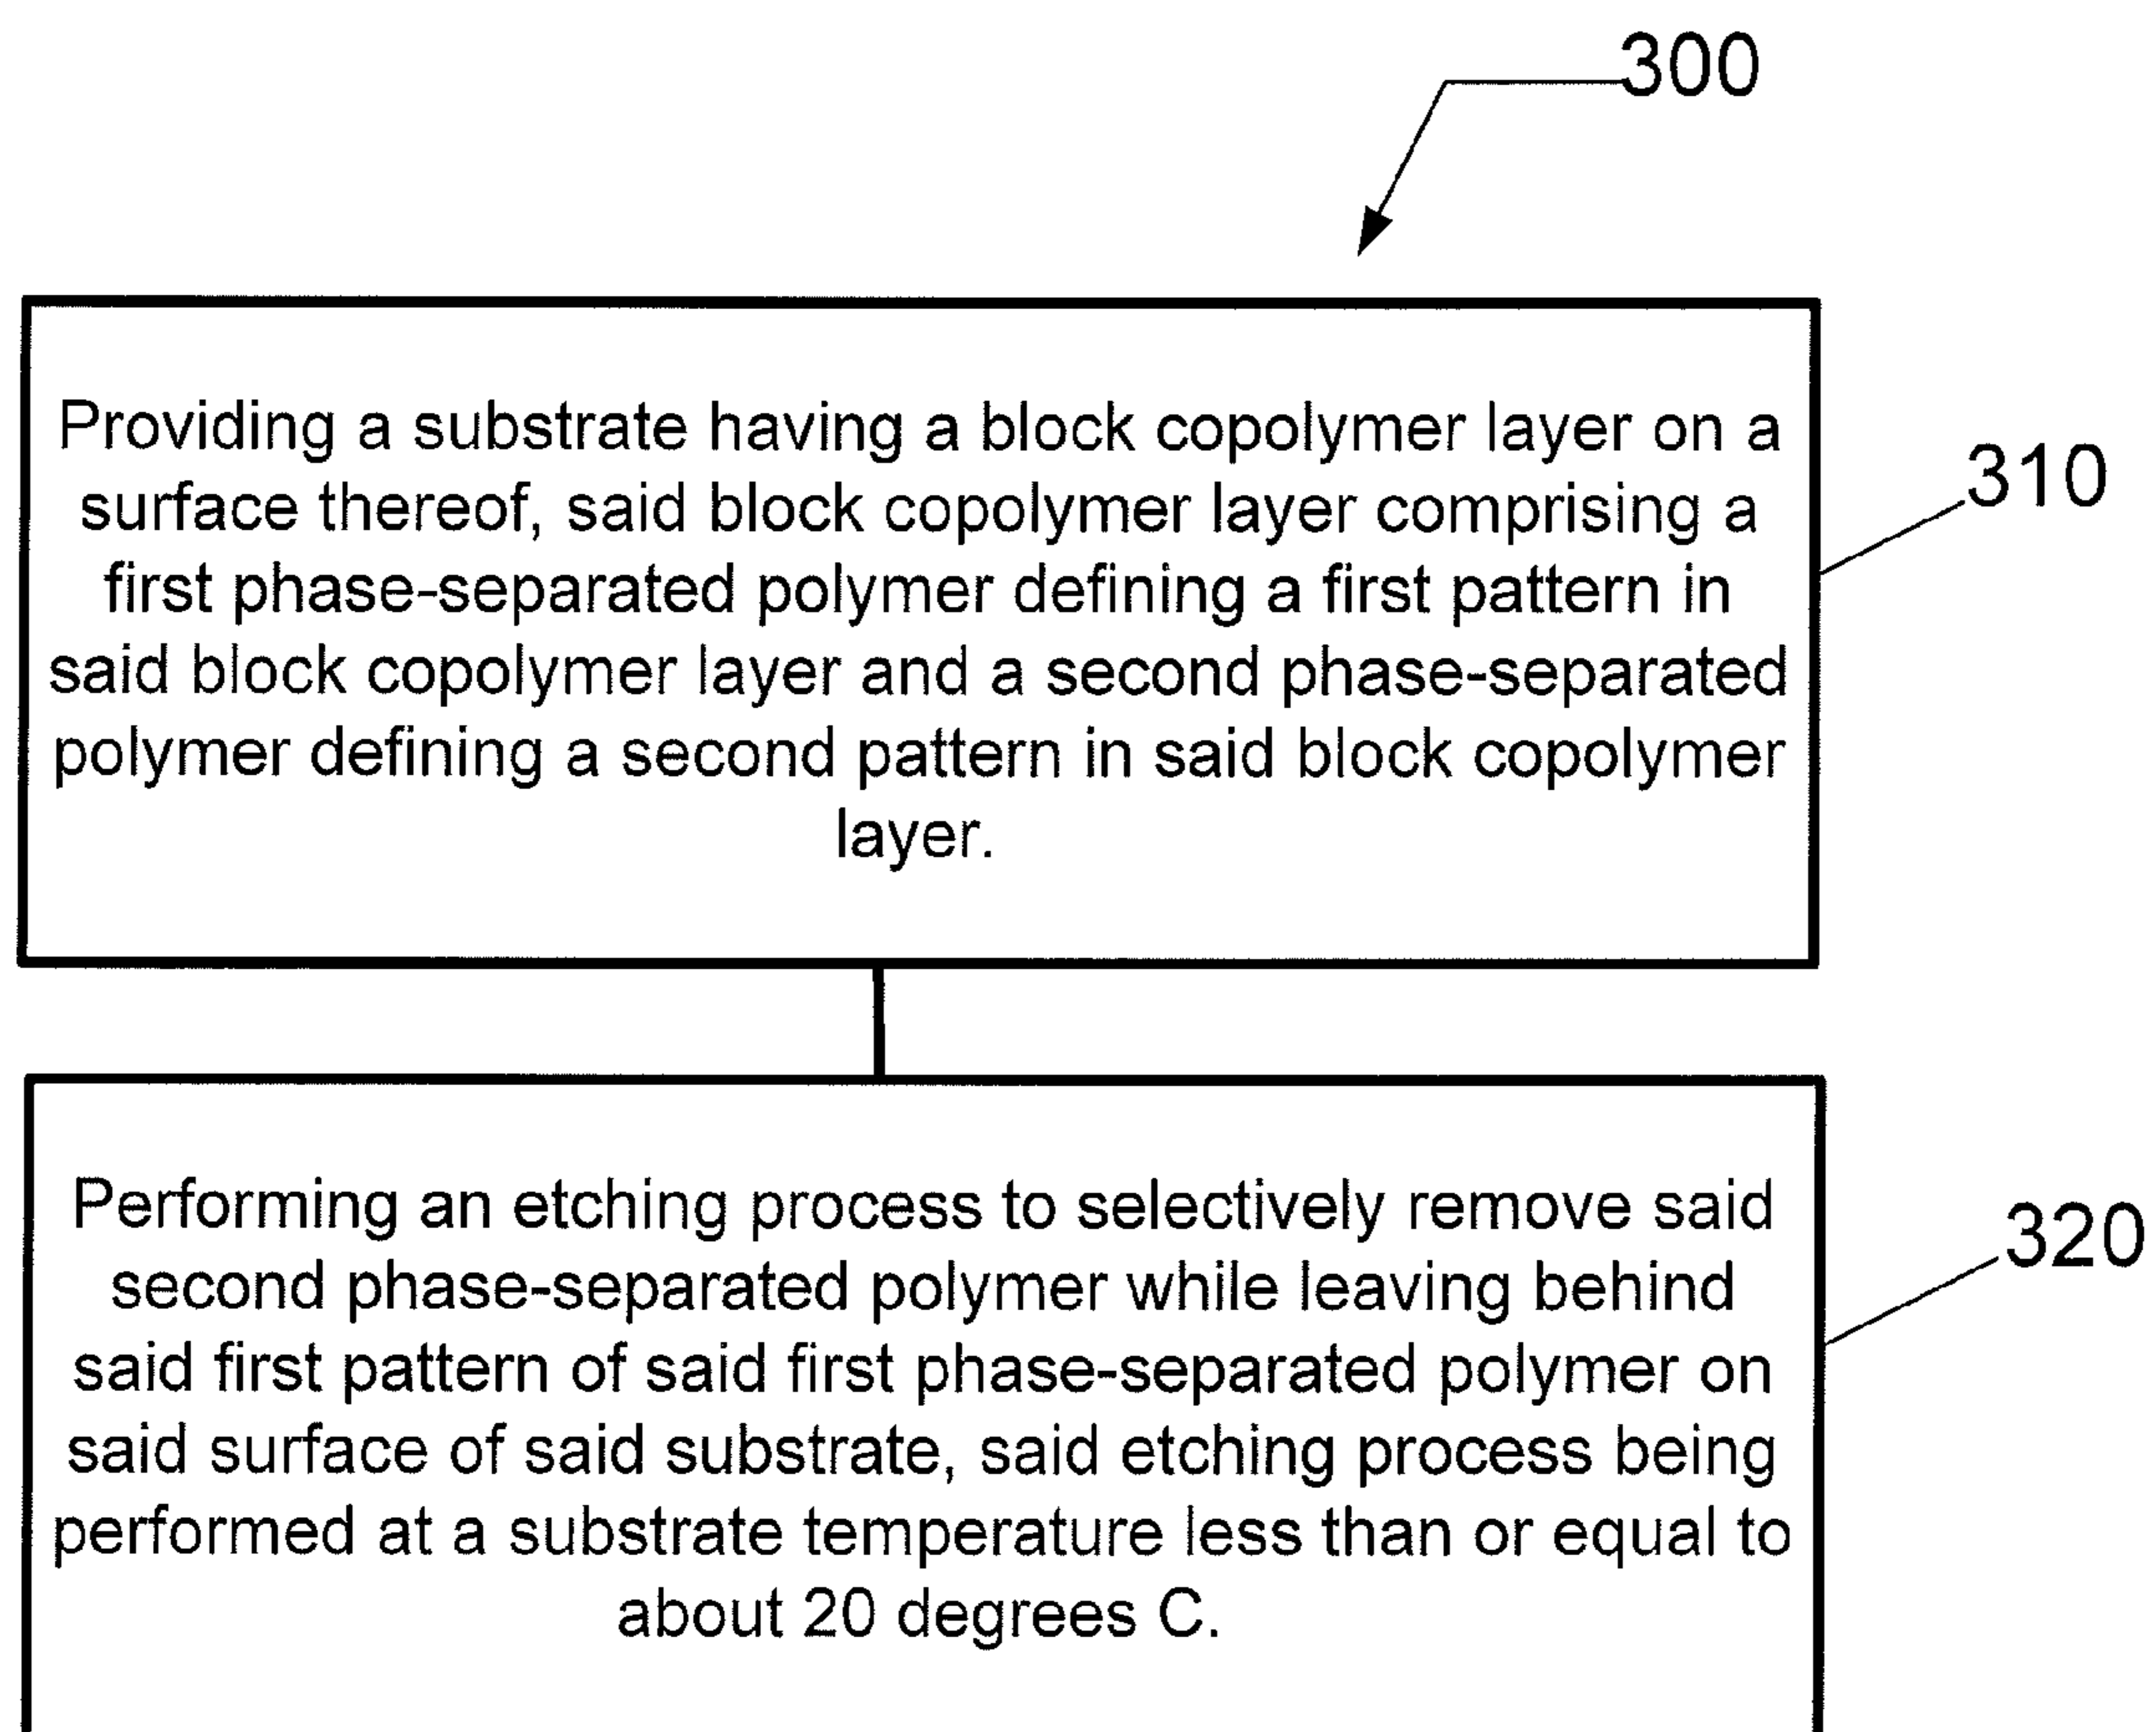 300
Providing a substrate having a block copolymer layer on a
surface thereof, said block copolymer layer comprising a
first phase-separated polymer defining a first pattern in
said block copolymer layer and a second phase-separated
polymer defining a second pattern in said block copolymer
layer.
310
Performing an etching process to selectively remove said
second phase-separated polymer while leaving behind
said first pattern of said first phase-separated polymer on
said surface of said substrate, said etching process being
performed at a substrate temperature less than or equal to
about 20 degrees C.
320